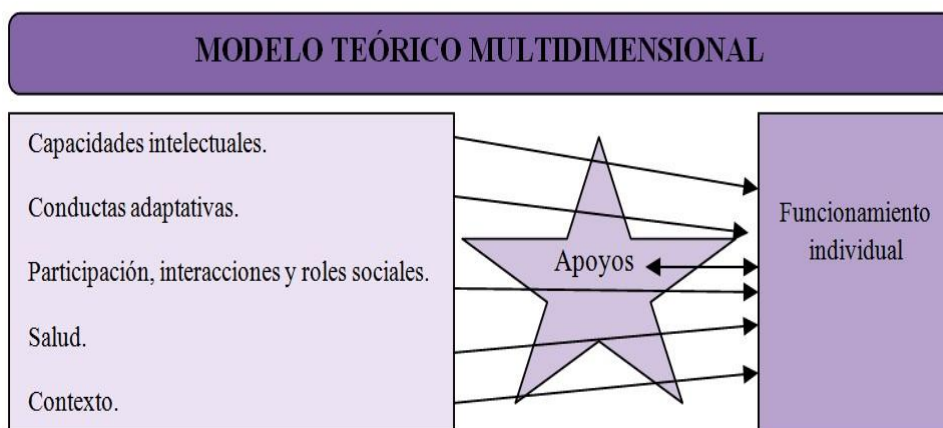 MODELO TEÓRICO MULTIDIMENSIONAL
Capacidades intelectuales.
Conductas adaptativas.
Participación, interacciones y roles sociales.
Salud.
Contexto.
Apoyos
Funcionamiento
individual